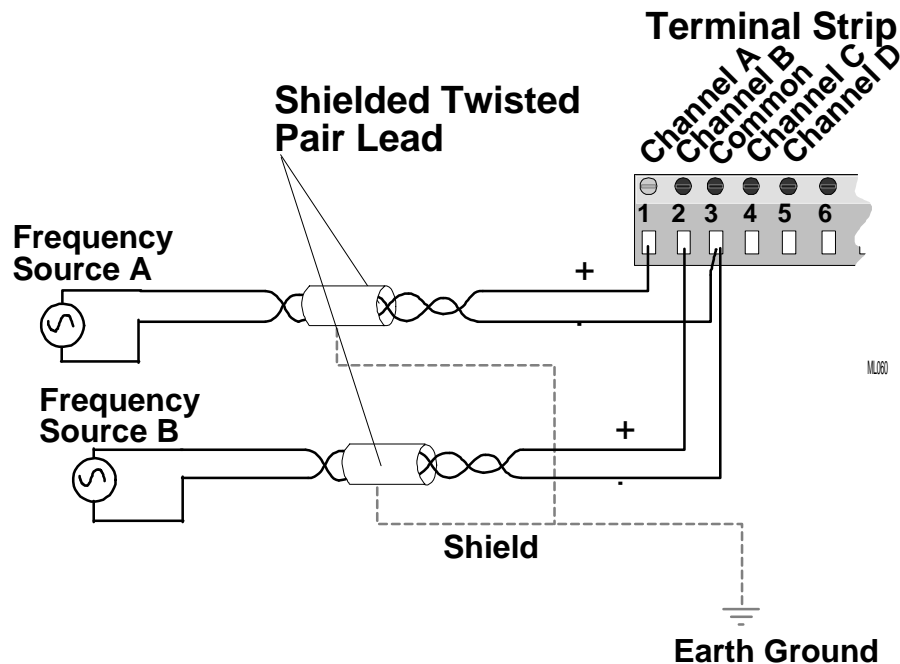 Terminal Strip
Channel A
Channel B
Common
Channel C
Channel D
Shielded Twisted
Pair Lead
1 2 3 4 5 6
Frequency
Source A
+
-
ML060
Frequency
Source B
+
-
Shield
Earth Ground